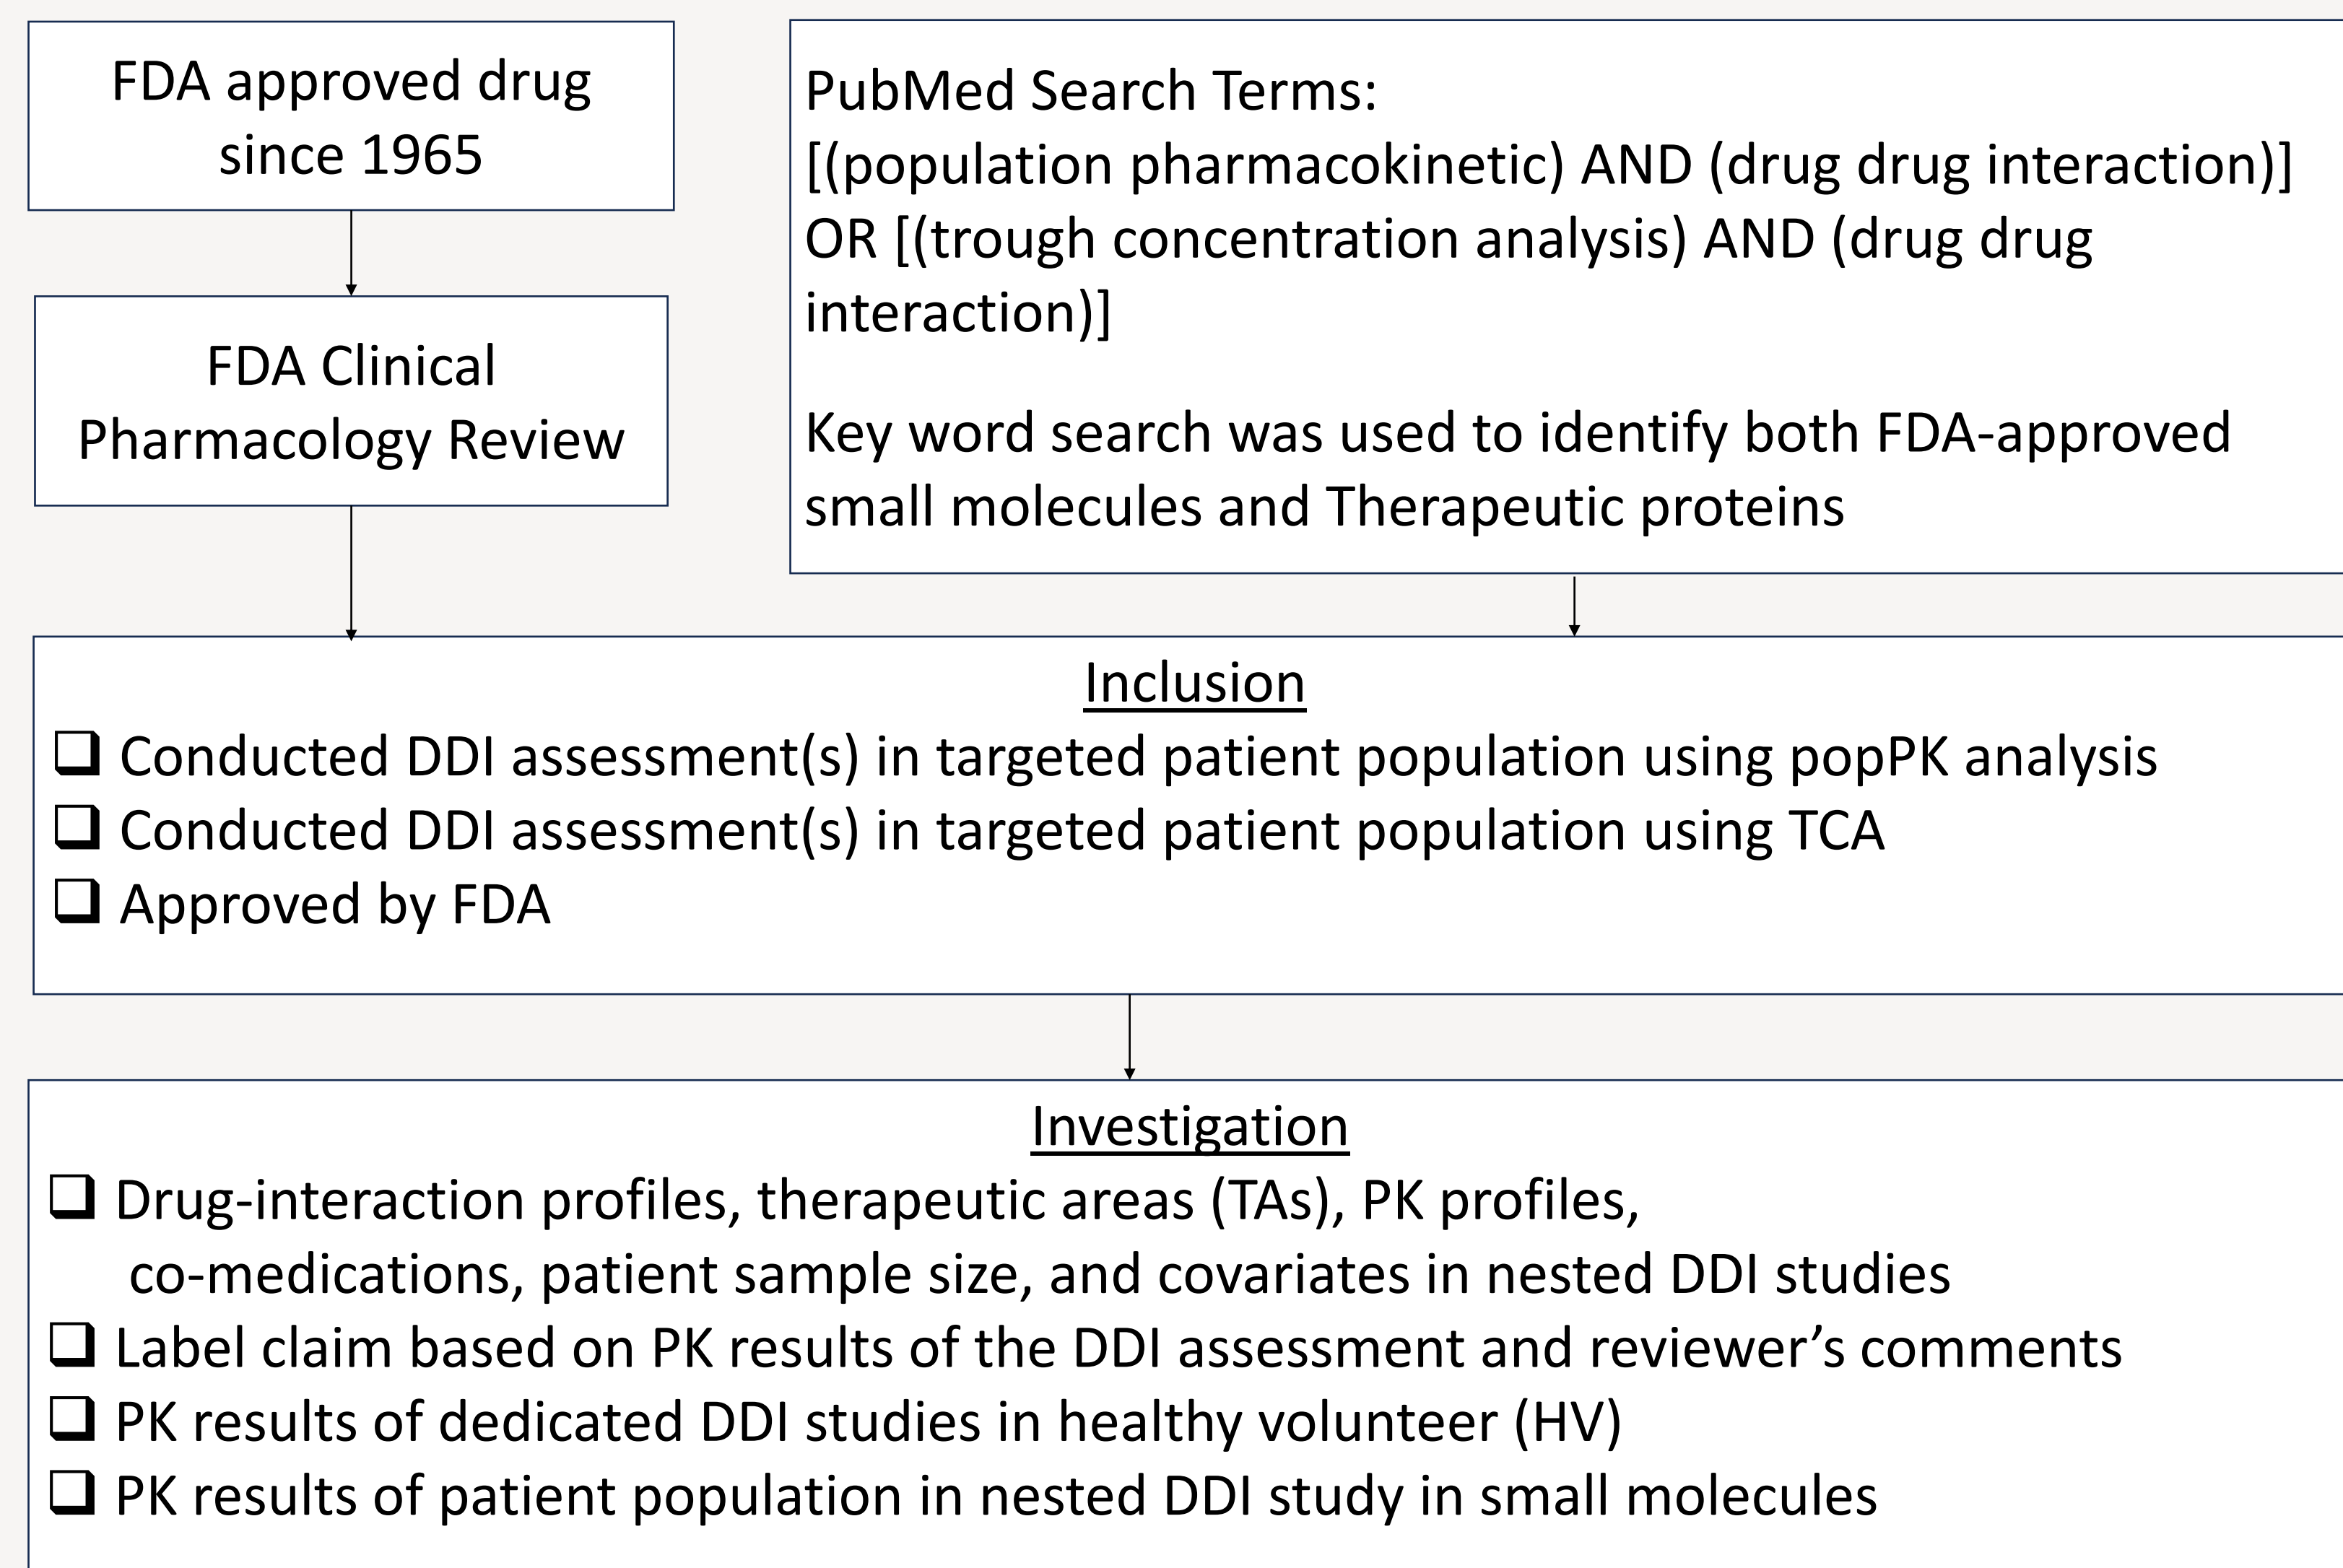 FDA approved drug
since 1965
FDA Clinical
Pharmacology Review
PubMed Search Terms:
[(population pharmacokinetic) AND (drug drug interaction)]
OR [(trough concentration analysis) AND (drug drug
interaction)]
Key word search was used to identify both FDA-approved
small molecules and Therapeutic proteins
Inclusion
Conducted DDI assessment(s) in targeted patient population using popPK analysis
Conducted DDI assessment(s) in targeted patient population using TCA
Approved by FDA
Investigation
Drug-interaction profiles, therapeutic areas (TAs), PK profiles,
co-medications, patient sample size, and covariates in nested DDI studies
Label claim based on PK results of the DDI assessment and reviewer’s comments
PK results of dedicated DDI studies in healthy volunteer (HV)
PK results of patient population in nested DDI study in small molecules